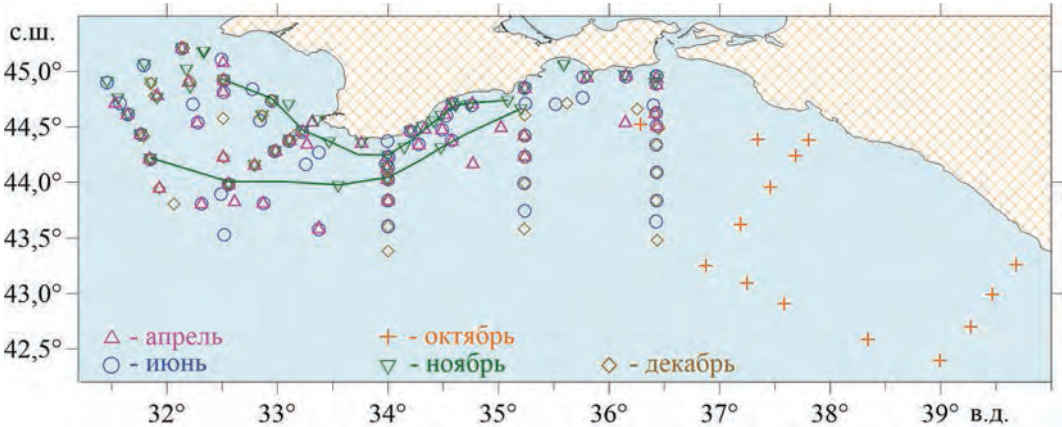 с.ш.
45,0°
44,5°
44,0°
43,5°
43,0°
42,5°
- апрель
- октябрь
- июнь
- ноябрь
- декабрь
32° 33° 34° 35° 36° 37° 38° 39° в.д.